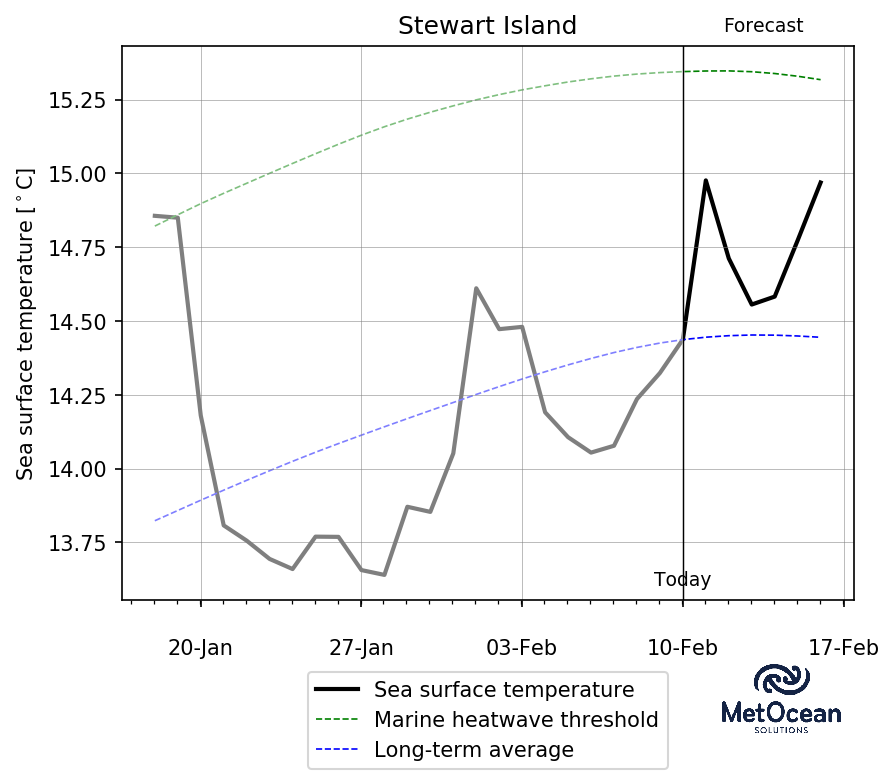 Stewart Island
Forecast
Sea surface temperature [°C]
15.25
15.00
14.75
14.50
14.25
14.00
13.75
Today
20-Jan
27-Jan
03-Feb
10-Feb
17-Feb
Sea surface temperature
Marine heatwave threshold
Long-term average
MetOcean
SOLUTIONS